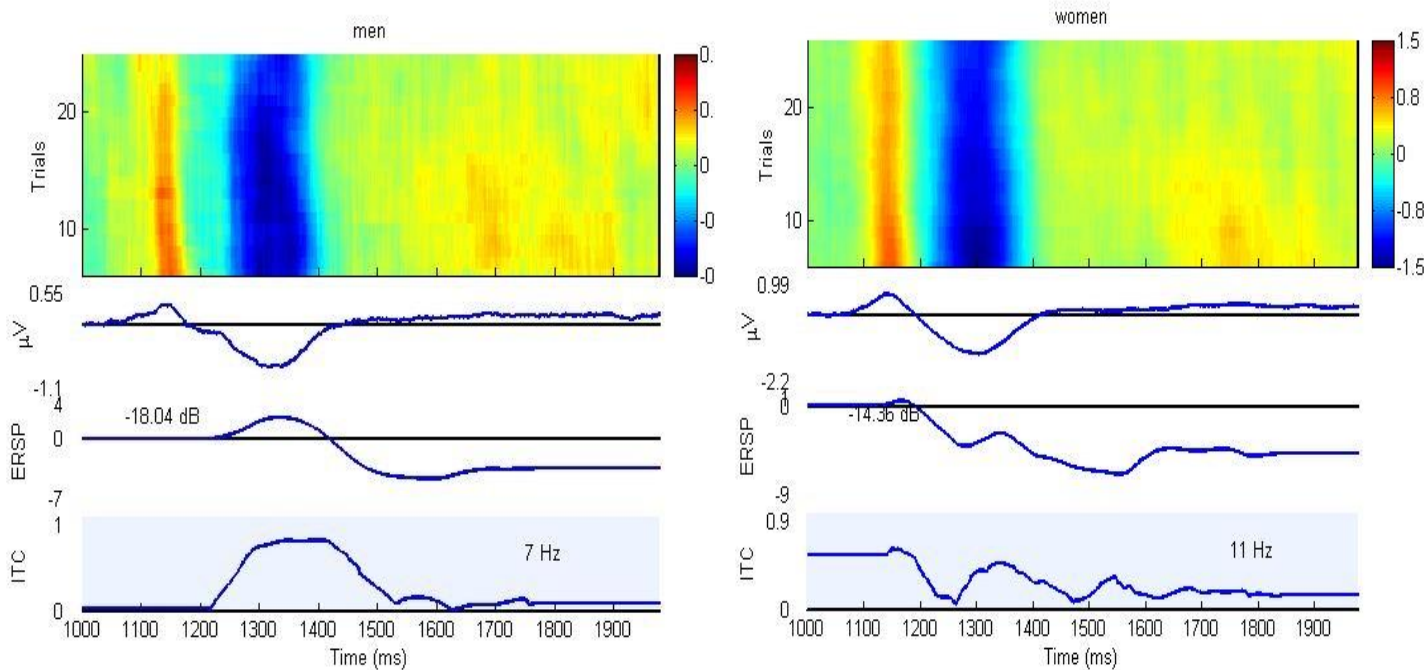 men
Trials
20
10
0.
0.
0.
0
-0
-0
-0
0.55
µV
-1.1
4
-18.04 dB
0
ERSP
-7
1
ITC
7 Hz
0
1000 1100 1200 1300 1400 1500 1600 1700 1800 1900
Time (ms)
women
Trials
20
10
1.5
0.8
0
-0.8
-1.5
0.99
µV
-2.2
1
0
-14.36 dB
ERSP
-9
0.9
ITC
11 Hz
0
1000 1100 1200 1300 1400 1500 1600 1700 1800 1900
Time (ms)